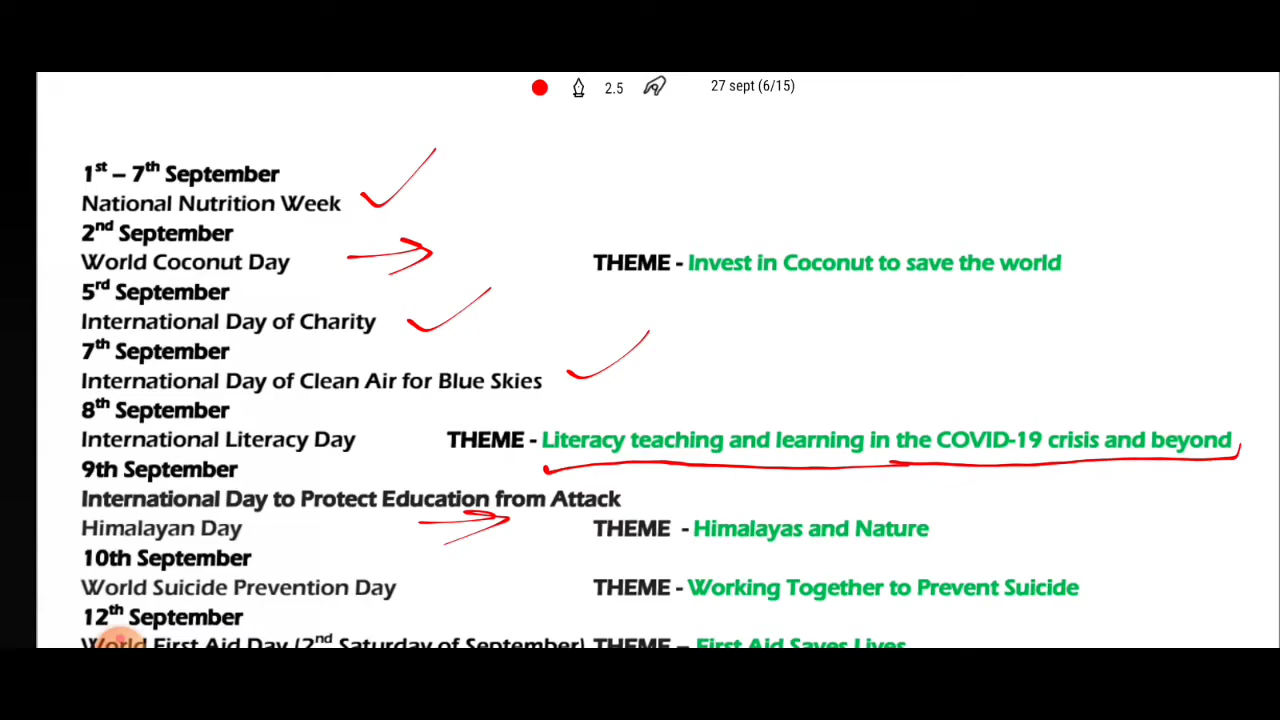 2.5 27 sept (6/15)
1st – 7th September
National Nutrition Week
2nd September
World Coconut Day THEME - Invest in Coconut to save the world
5rd September
International Day of Charity
7th September
International Day of Clean Air for Blue Skies
8th September
International Literacy Day THEME - Literacy teaching and learning in the COVID-19 crisis and beyond
9th September
International Day to Protect Education from Attack
Himalayan Day THEME - Himalayas and Nature
10th September
World Suicide Prevention Day THEME - Working Together to Prevent Suicide
12th September
World First Aid Day (2nd Saturday of September) THEME – First Aid Saves Lives